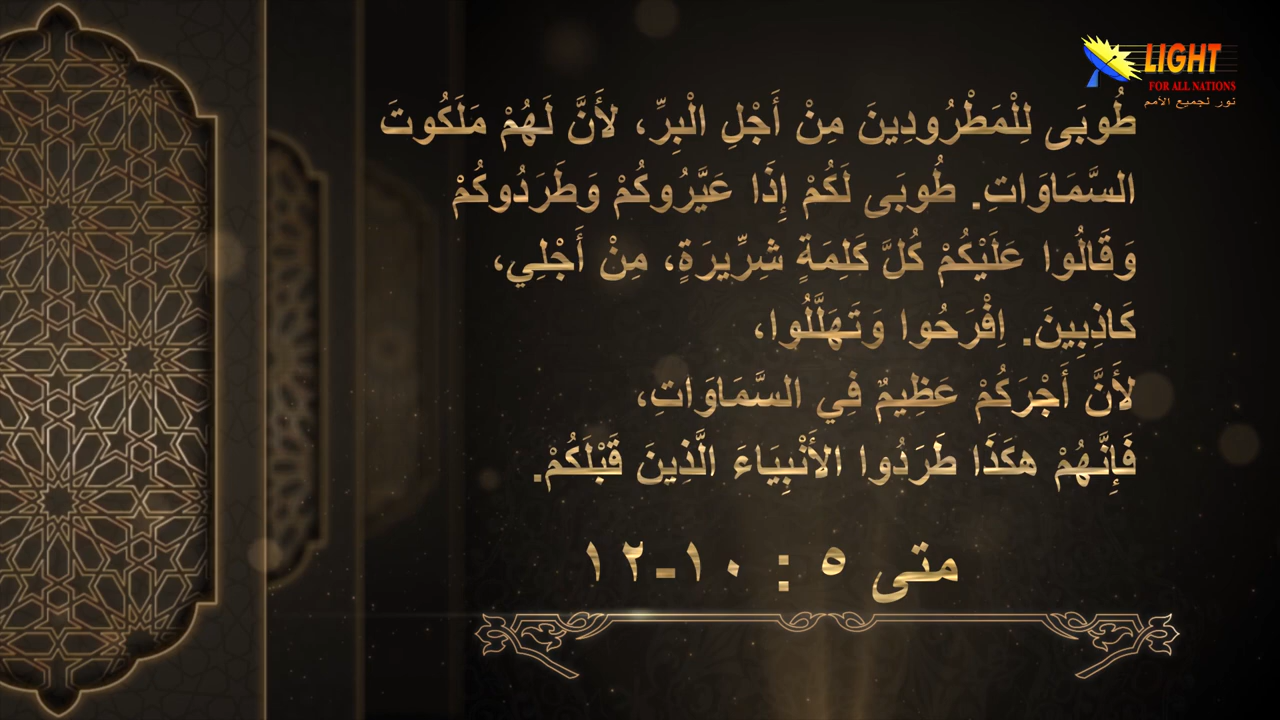 LIGHT
FOR ALL NATIONS
نور لجميع الأمم
طُوبَى لِلْمَطْرُودِينَ مِنْ أَجْلِ الْبِرِّ، لأَنَّ لَهُمْ مَلَكُوتَ
السَّمَاوَاتِ. طُوبَى لَكُمْ إِذَا عَيَّرُوكُمْ وَطَرَدُوكُمْ
وَقَالُوا عَلَيْكُمْ كُلَّ كَلِمَةٍ شِرِّيرَةٍ، مِنْ أَجْلِي،
كَاذِبِينَ. اِفْرَحُوا وَتَهَلَّلُوا،
لأَنَّ أَجْرَكُمْ عَظِيمٌ فِي السَّمَاوَاتِ،
فَإِنَّهُمْ هكَذَا طَرَدُوا الأَنْبِيَاءَ الَّذِينَ قَبْلَكُمْ.
متى ٥ : ١٠-١٢